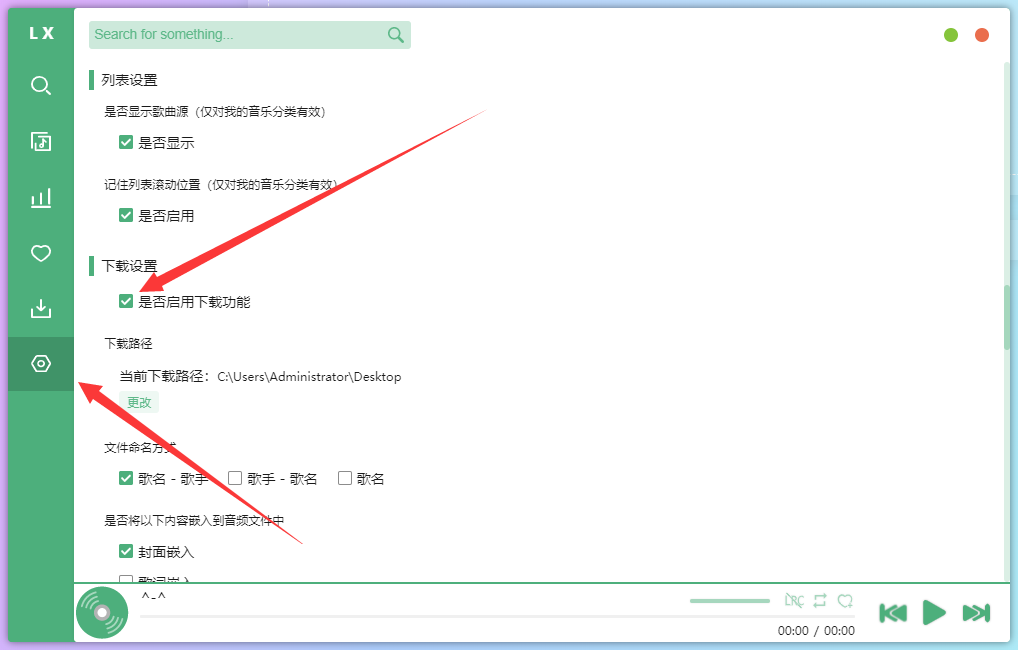 LX
Search for something...
列表设置
是否显示歌曲源（仅对我的音乐分类有效）
是否显示
记住列表滚动位置（仅对我的音乐分类有效）
是否启用
下载设置
是否启用下载功能
下载路径
当前下载路径：C:\Users\Administrator\Desktop
更改
文件命名方式
歌名 - 歌手 歌手 - 歌名 歌名
是否将以下内容嵌入到音频文件中
封面嵌入
歌词嵌入
^-^
LRC
00:00 / 00:00